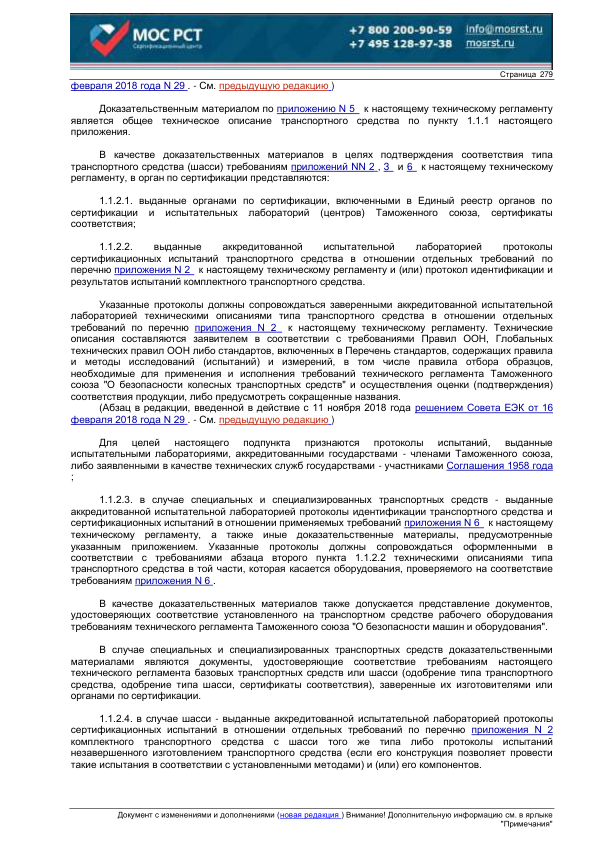 МОС РСТ
Сертификационный центр
+7 800 200-90-59
info@mosrst.ru
+7 495 128-97-38
mosrst.ru
Страница 279
февраля 2018 года N 29 . - См. предыдущую редакцию )
Доказательственным материалом по приложению N 5 к настоящему техническому регламенту
является общее техническое описание транспортного средства по пункту 1.1.1 настоящего
приложения.
В качестве доказательственных материалов в целях подтверждения соответствия типа
транспортного средства (шасси) требованиям приложений NN 2 , 3 и 6 к настоящему техническому
регламенту, в орган по сертификации представляются:
1.1.2.1. выданные органами по сертификации, включенными в Единый реестр органов по
сертификации и испытательных лабораторий (центров) Таможенного союза, сертификаты
соответствия;
1.1.2.2. выданные аккредитованной испытательной лабораторией протоколы
сертификационных испытаний транспортного средства в отношении отдельных требований по
перечню приложения N 2 к настоящему техническому регламенту и (или) протокол идентификации и
результатов испытаний комплектного транспортного средства.
Указанные протоколы должны сопровождаться заверенными аккредитованной испытательной
лабораторией техническими описаниями типа транспортного средства в отношении отдельных
требований по перечню приложения N 2 к настоящему техническому регламенту. Технические
описания составляются заявителем в соответствии с требованиями Правил ООН, Глобальных
технических правил ООН либо стандартов, включенных в Перечень стандартов, содержащих правила
и методы исследований (испытаний) и измерений, в том числе правила отбора образцов,
необходимые для применения и исполнения требований технического регламента Таможенного
союза "О безопасности колесных транспортных средств" и осуществления оценки (подтверждения)
соответствия продукции, либо предусмотреть сокращенные названия.
(Абзац в редакции, введенной в действие с 11 ноября 2018 года решением Совета ЕЭК от 16
февраля 2018 года N 29 . - См. предыдущую редакцию )
Для целей настоящего подпункта признаются протоколы испытаний, выданные
испытательными лабораториями, аккредитованными государствами - членами Таможенного союза,
либо заявленными в качестве технических служб государствами - участниками Соглашения 1958 года
;
1.1.2.3. в случае специальных и специализированных транспортных средств - выданные
аккредитованной испытательной лабораторией протоколы идентификации транспортного средства и
сертификационных испытаний в отношении применяемых требований приложения N 6 к настоящему
техническому регламенту, а также иные доказательственные материалы, предусмотренные
указанным приложением. Указанные протоколы должны сопровождаться оформленными в
соответствии с требованиями абзаца второго пункта 1.1.2.2 техническими описаниями типа
транспортного средства в той части, которая касается оборудования, проверяемого на соответствие
требованиям приложения N 6 .
В качестве доказательственных материалов также допускается представление документов,
удостоверяющих соответствие установленного на транспортном средстве рабочего оборудования
требованиям технического регламента Таможенного союза "О безопасности машин и оборудования".
В случае специальных и специализированных транспортных средств доказательственными
материалами являются документы, удостоверяющие соответствие требованиям настоящего
технического регламента базовых транспортных средств или шасси (одобрение типа транспортного
средства, одобрение типа шасси, сертификаты соответствия), заверенные их изготовителями или
органами по сертификации.
1.1.2.4. в случае шасси - выданные аккредитованной испытательной лабораторией протоколы
сертификационных испытаний в отношении отдельных требований по перечню приложения N 2
комплектного транспортного средства с шасси того же типа либо протоколы испытаний
незавершенного изготовлением транспортного средства (если его конструкция позволяет провести
такие испытания в соответствии с установленными методами) и (или) его компонентов.
Документ с изменениями и дополнениями (новая редакция ) Внимание! Дополнительную информацию см. в ярлыке
"Примечания"